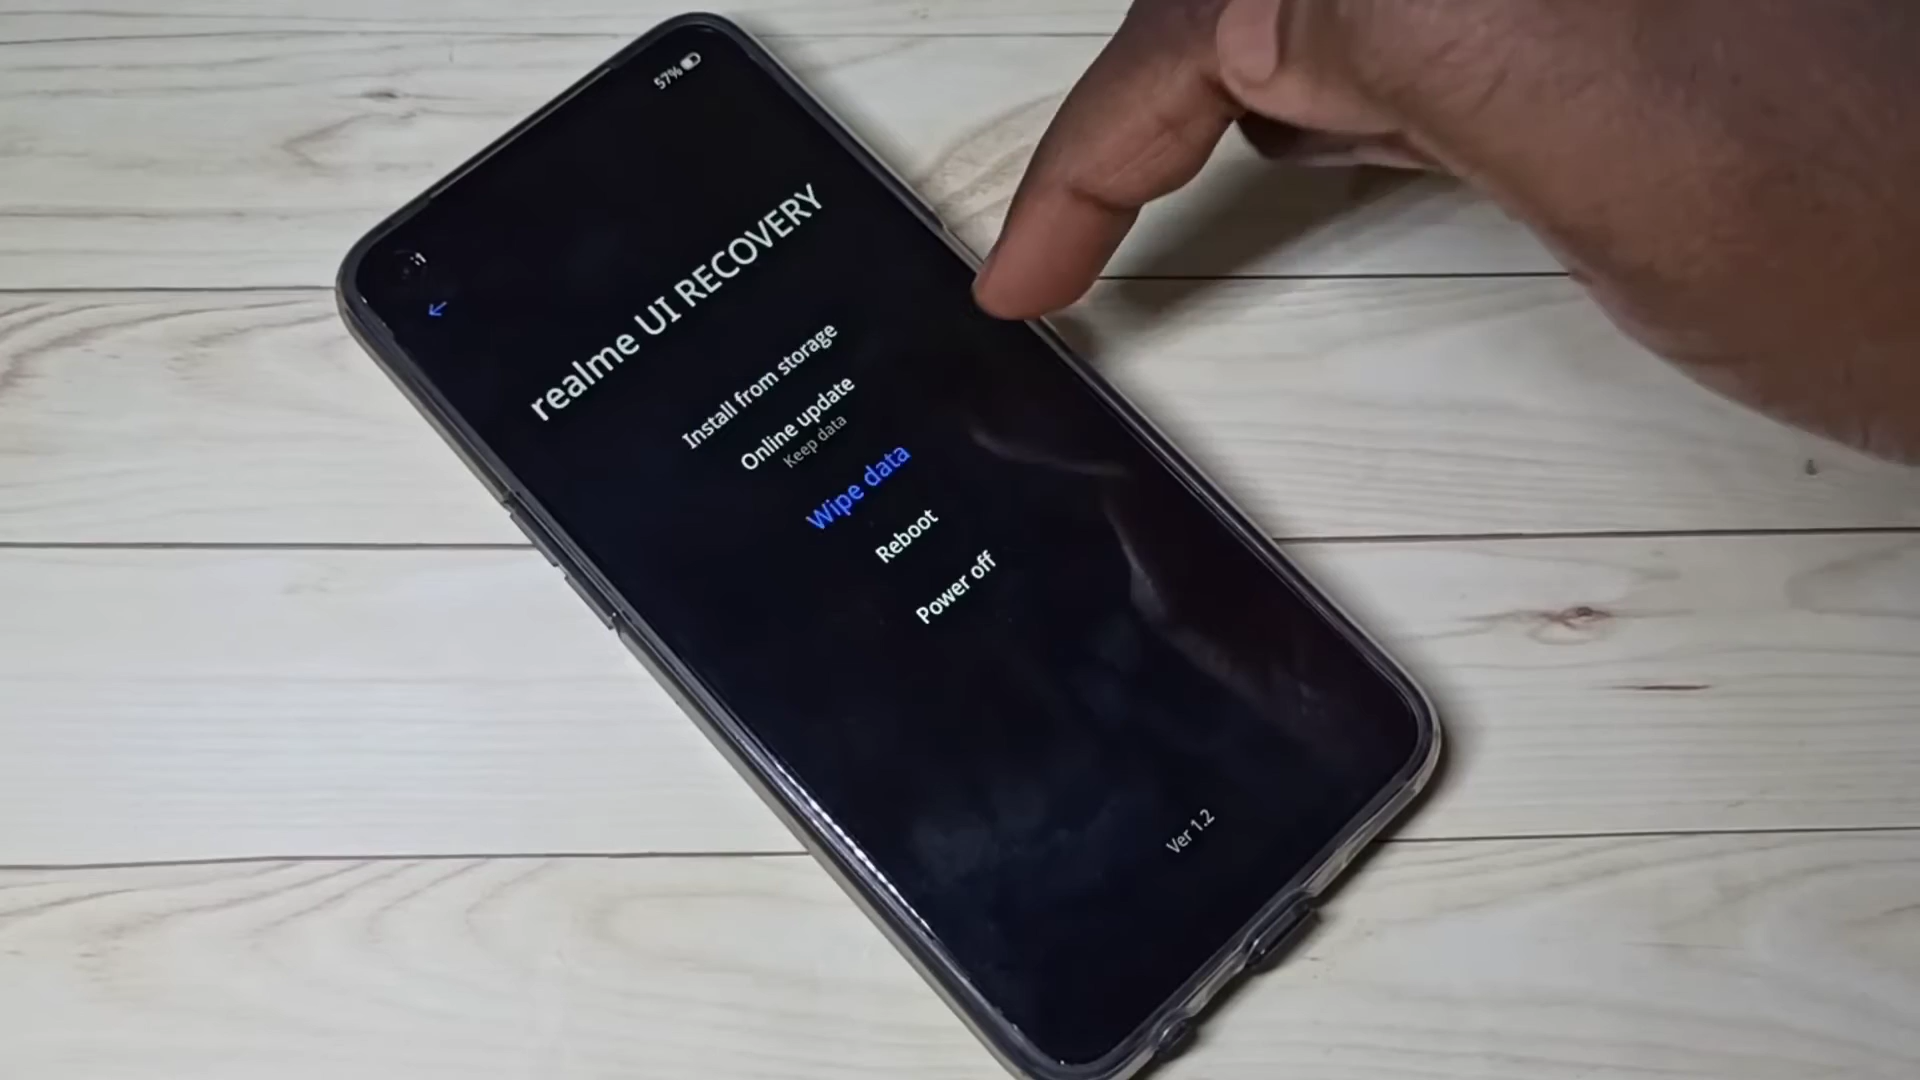 57%
←
realme UI RECOVERY
Install from storage
Online update
Keep data
Wipe data
Reboot
Power off
Ver 1.2